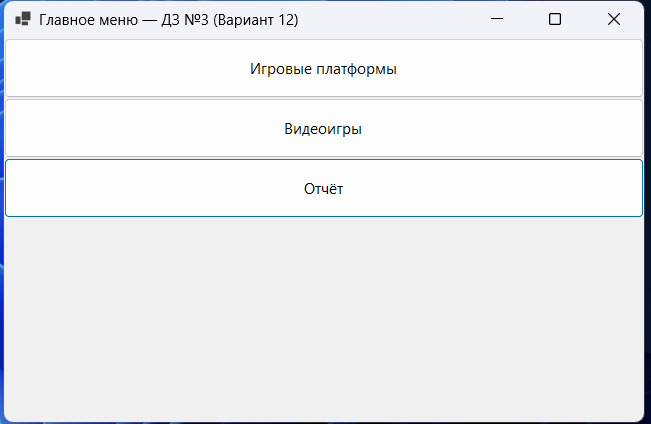 Главное меню — ДЗ №3 (Вариант 12)
Игровые платформы
Видеоигры
Отчёт